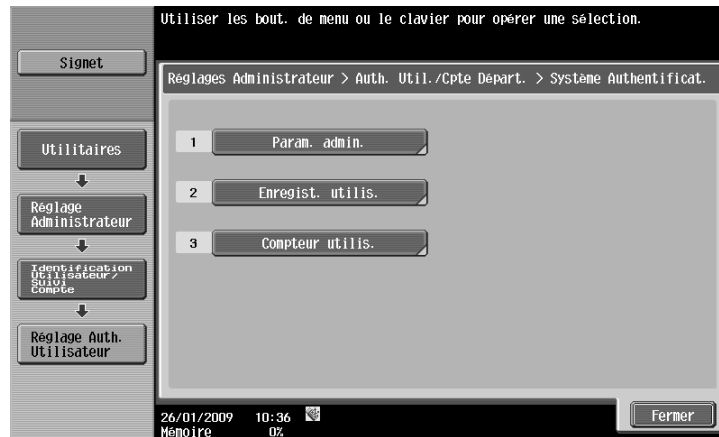 Utiliser les bout. de menu ou le clavier pour opérer une sélection.
Signet
Réglages Administrateur > Auth. Util./Cpte Départ. > Système Authentificat.
Utilitaires
Réglage
Administrateur
Identification
Utilisateur/
Suivi
Compte
Réglage Auth.
Utilisateur
1 Param. admin.
2 Enregist. utilis.
3 Compteur utilis.
26/01/2009 10:36
Mémoire 0%
Fermer